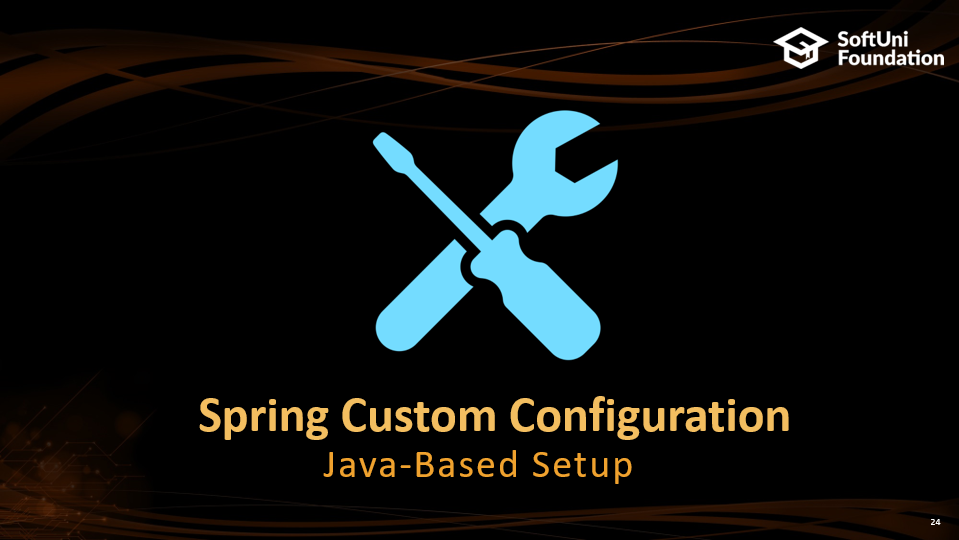 SoftUni
Foundation
Spring Custom Configuration
Java-Based Setup
24